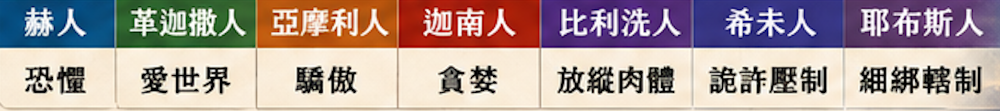 赫人 革迦撒人 亞摩利人 迦南人 比利洗人 希未人 耶布斯人
恐懼 愛世界 驕傲 貪婪 放縱肉體 詭許壓制 細綁轄制